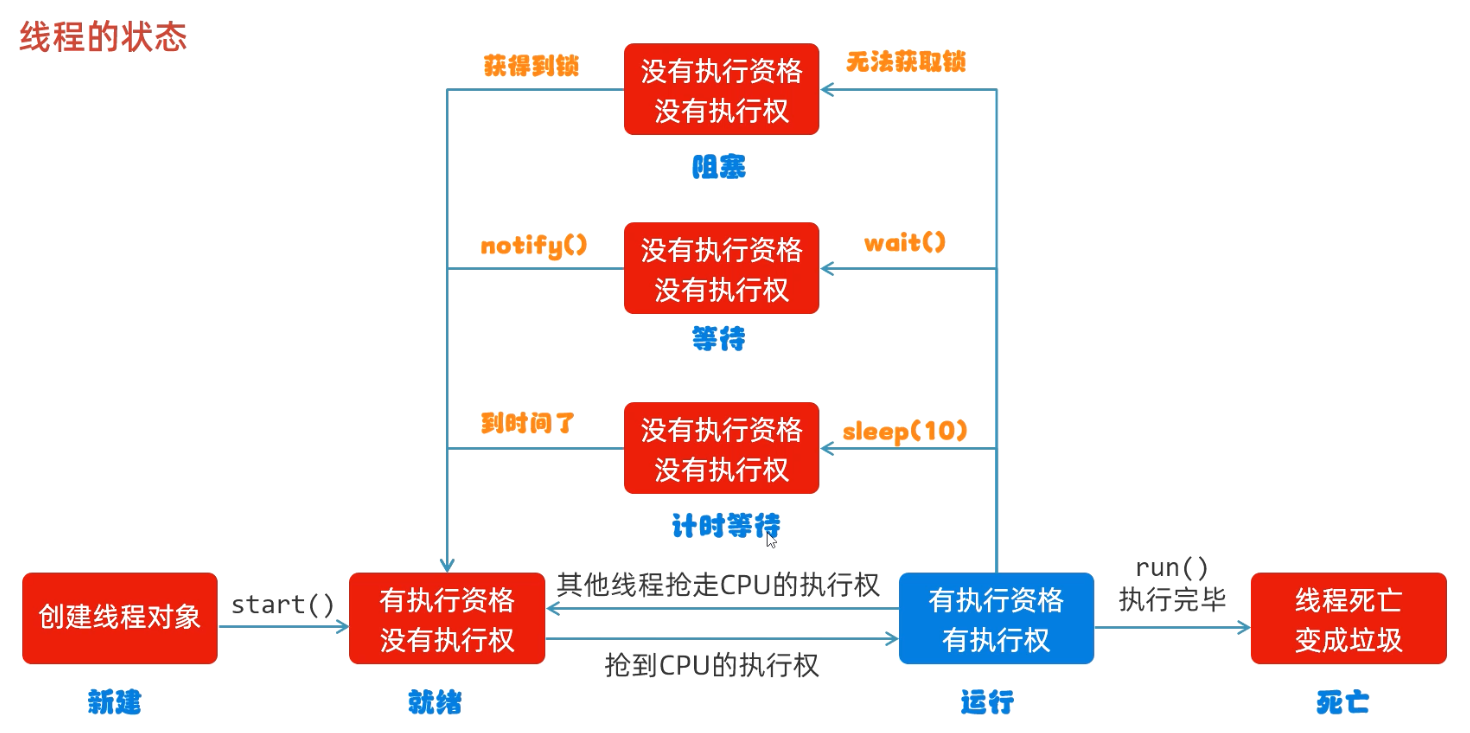 线程的状态
获得到锁
没有执行资格
没有执行权
无法获取锁
阻塞
notify()
没有执行资格
没有执行权
wait()
等待
到时间了
没有执行资格
没有执行权
sleep(10)
计时等待
创建线程对象
start()
有执行资格
没有执行权
其他线程抢走CPU的执行权
抢到CPU的执行权
有执行资格
有执行权
run()
执行完毕
线程死亡
变成垃圾
新建
就绪
运行
死亡